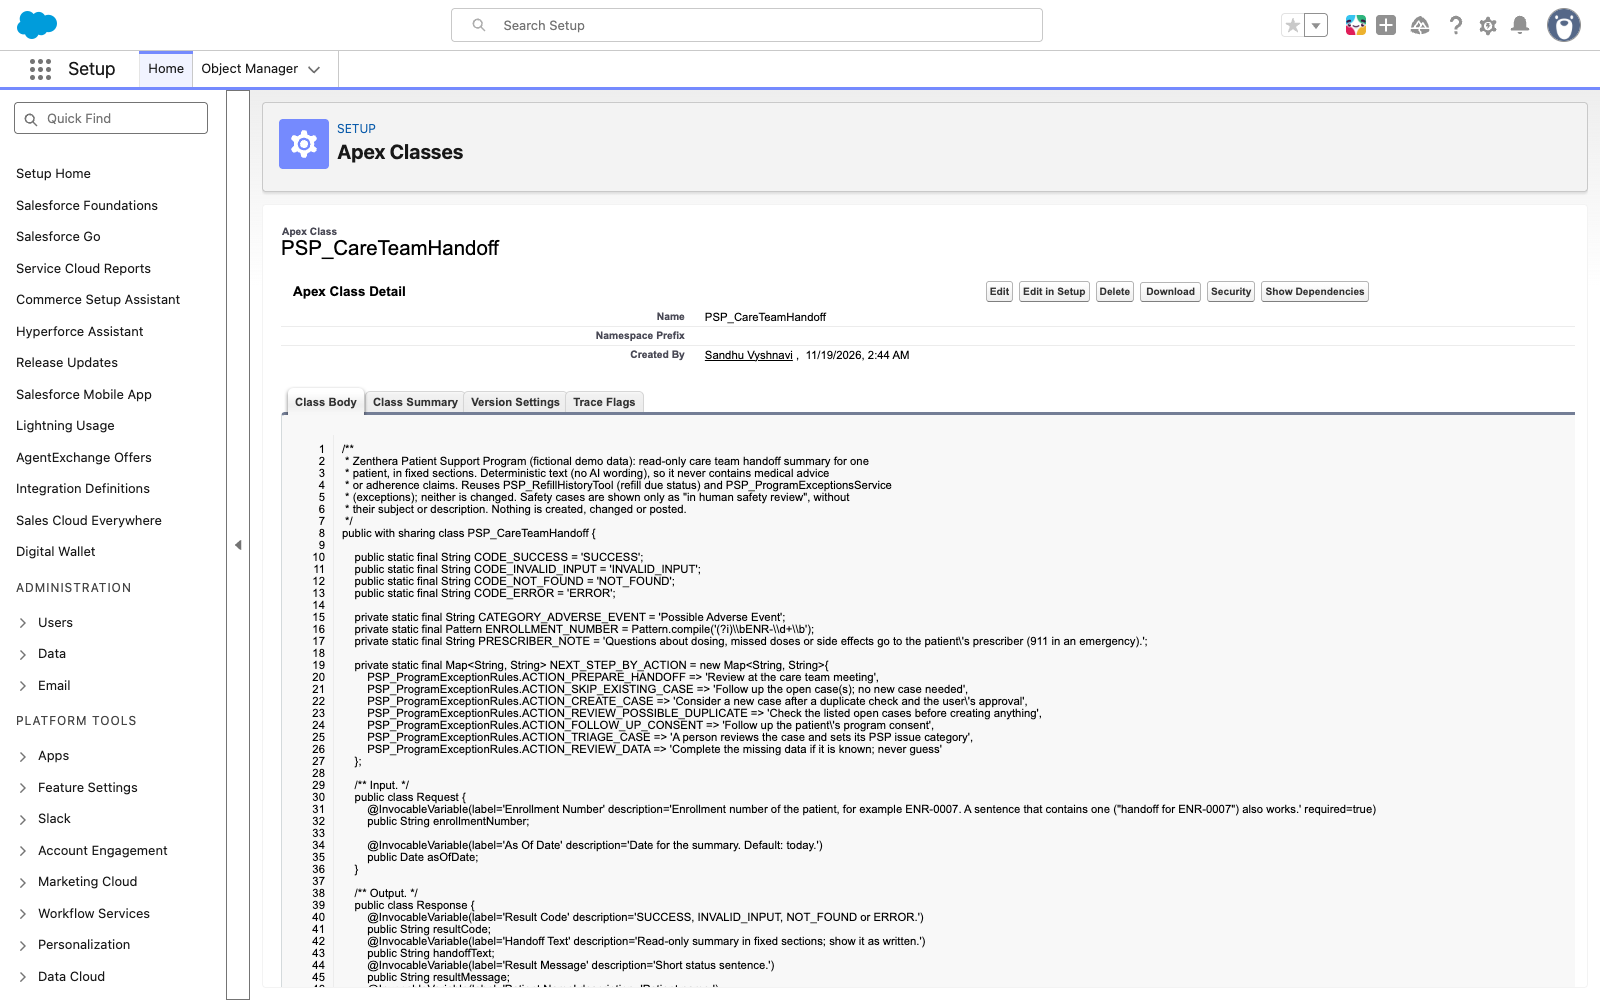 Search Setup
Setup
Home
Object Manager
Quick Find
Setup Home
Salesforce Foundations
Salesforce Go
Service Cloud Reports
Commerce Setup Assistant
Hyperforce Assistant
Release Updates
Salesforce Mobile App
Lightning Usage
AgentExchange Offers
Integration Definitions
Sales Cloud Everywhere
Digital Wallet
ADMINISTRATION
Users
Data
Email
PLATFORM TOOLS
Apps
Feature Settings
Slack
Account Engagement
Marketing Cloud
Workflow Services
Personalization
Data Cloud
SETUP
Apex Classes
Apex Class
PSP_CareTeamHandoff
Apex Class Detail
Edit Edit in Setup Delete Download Security Show Dependencies
Name PSP_CareTeamHandoff
Namespace Prefix
Created By Sandhu Vyshnavi , 11/19/2026, 2:44 AM
Class Body Class Summary Version Settings Trace Flags
1 /**
2 * Zenthera Patient Support Program (fictional demo data): read-only care team handoff summary for one
3 * patient, in fixed sections. Deterministic text (no AI wording), so it never contains medical advice
4 * or adherence claims. Reuses PSP_RefillHistoryTool (refill due status) and PSP_ProgramExceptionsService
5 * (exceptions); neither is changed. Safety cases are shown only as "in human safety review", without
6 * their subject or description. Nothing is created, changed or posted.
7 */
8 public with sharing class PSP_CareTeamHandoff {
9
10 public static final String CODE_SUCCESS = 'SUCCESS';
11 public static final String CODE_INVALID_INPUT = 'INVALID_INPUT';
12 public static final String CODE_NOT_FOUND = 'NOT_FOUND';
13 public static final String CODE_ERROR = 'ERROR';
14
15 private static final String CATEGORY_ADVERSE_EVENT = 'Possible Adverse Event';
16 private static final Pattern ENROLLMENT_NUMBER = Pattern.compile('(?i)\\bENR-\\d+\\b');
17 private static final String PRESCRIBER_NOTE = 'Questions about dosing, missed doses or side effects go to the patient\'s prescriber (911 in an emergency).';
18
19 private static final Map<String, String> NEXT_STEP_BY_ACTION = new Map<String, String>{
20 PSP_ProgramExceptionRules.ACTION_PREPARE_HANDOFF => 'Review at the care team meeting',
21 PSP_ProgramExceptionRules.ACTION_SKIP_EXISTING_CASE => 'Follow up the open case(s); no new case needed',
22 PSP_ProgramExceptionRules.ACTION_CREATE_CASE => 'Consider a new case after a duplicate check and the user\'s approval',
23 PSP_ProgramExceptionRules.ACTION_REVIEW_POSSIBLE_DUPLICATE => 'Check the listed open cases before creating anything',
24 PSP_ProgramExceptionRules.ACTION_FOLLOW_UP_CONSENT => 'Follow up the patient\'s program consent',
25 PSP_ProgramExceptionRules.ACTION_TRIAGE_CASE => 'A person reviews the case and sets its PSP issue category',
26 PSP_ProgramExceptionRules.ACTION_REVIEW_DATA => 'Complete the missing data if it is known; never guess'
27 };
28
29 /** Input. */
30 public class Request {
31 @InvocableVariable(label='Enrollment Number' description='Enrollment number of the patient, for example ENR-0007. A sentence that contains one ("handoff for ENR-0007") also works.' required=true)
32 public String enrollmentNumber;
33
34 @InvocableVariable(label='As Of Date' description='Date for the summary. Default: today.')
35 public Date asOfDate;
36 }
37
38 /** Output. */
39 public class Response {
40 @InvocableVariable(label='Result Code' description='SUCCESS, INVALID_INPUT, NOT_FOUND or ERROR.')
41 public String resultCode;
42 @InvocableVariable(label='Handoff Text' description='Read-only summary in fixed sections; show it as written.')
43 public String handoffText;
44 @InvocableVariable(label='Result Message' description='Short status sentence.')
45 public String resultMessage;